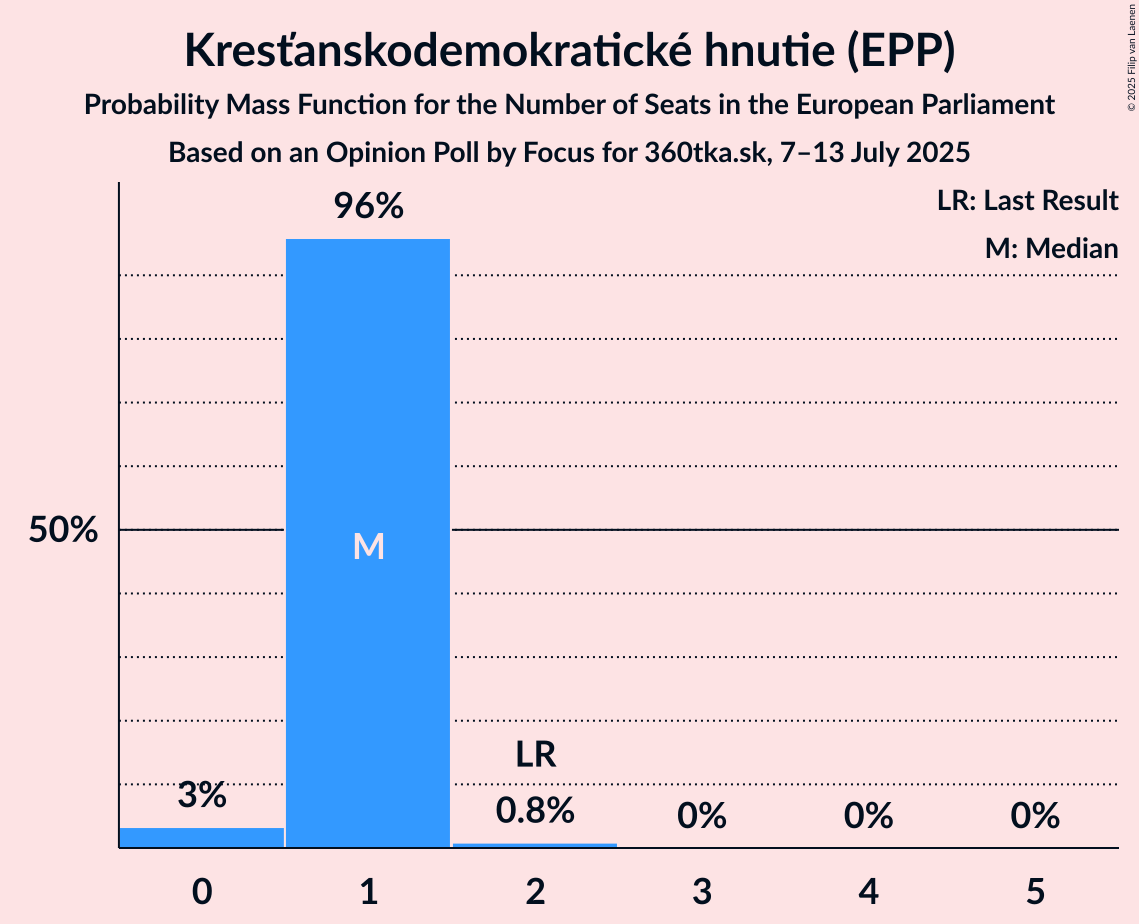 Kresťanskodemokratické hnutie (EPP)
Probability Mass Function for the Number of Seats in the European Parliament
Based on an Opinion Poll by Focus for 360tka.sk, 7–13 July 2025
© 2025 Filip van Laenen
LR: Last Result
M: Median
96%
50%
M
LR
3%
0.8%
0%
0%
0%
0 1 2 3 4 5